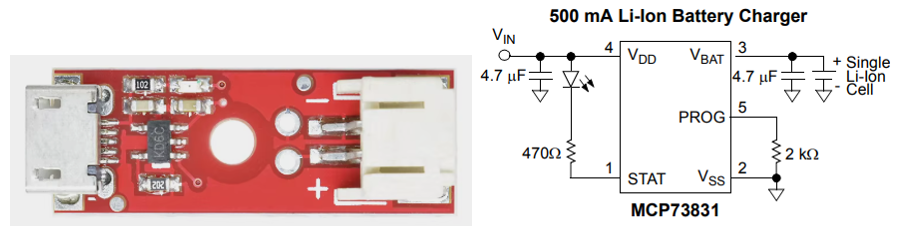 102
KD6C
202
−
+
500 mA Li-Ion Battery Charger
VIN
4
VDD
VBAT
3
4.7 µF
4.7 µF
+ Single
Li-Ion
- Cell
PROG
5
470Ω
2 kΩ
1
STAT
VSS
2
MCP73831